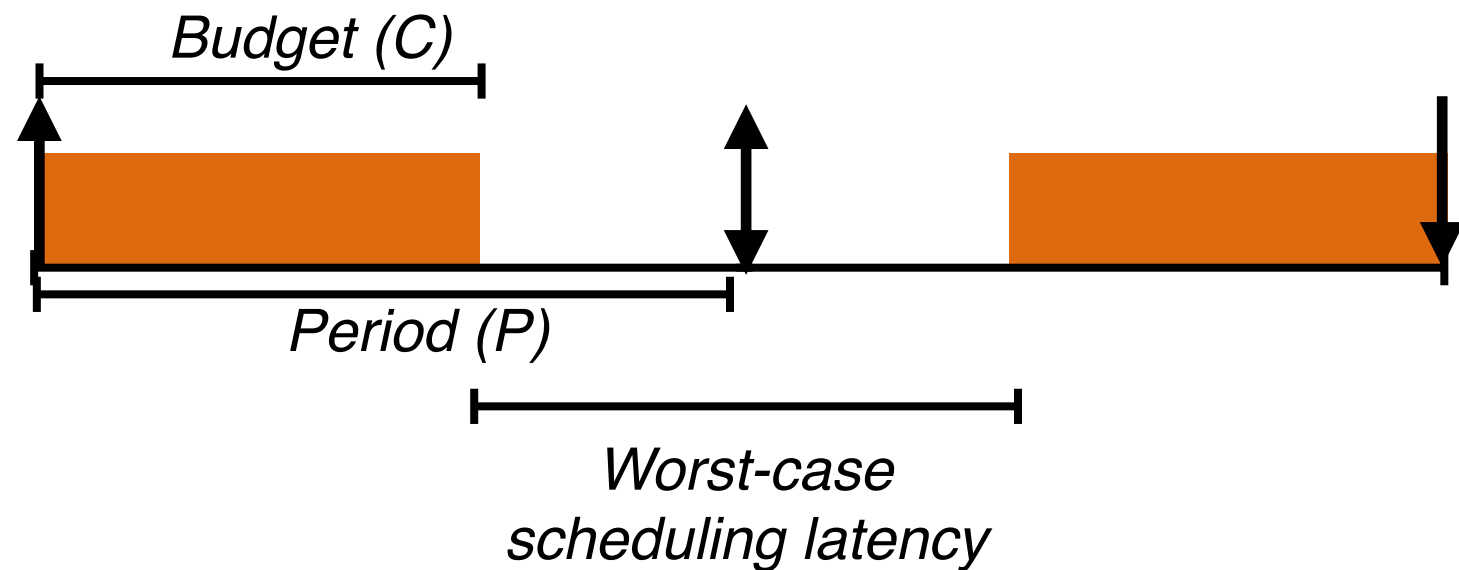 Budget (C)
Period (P)
Worst-case
scheduling latency